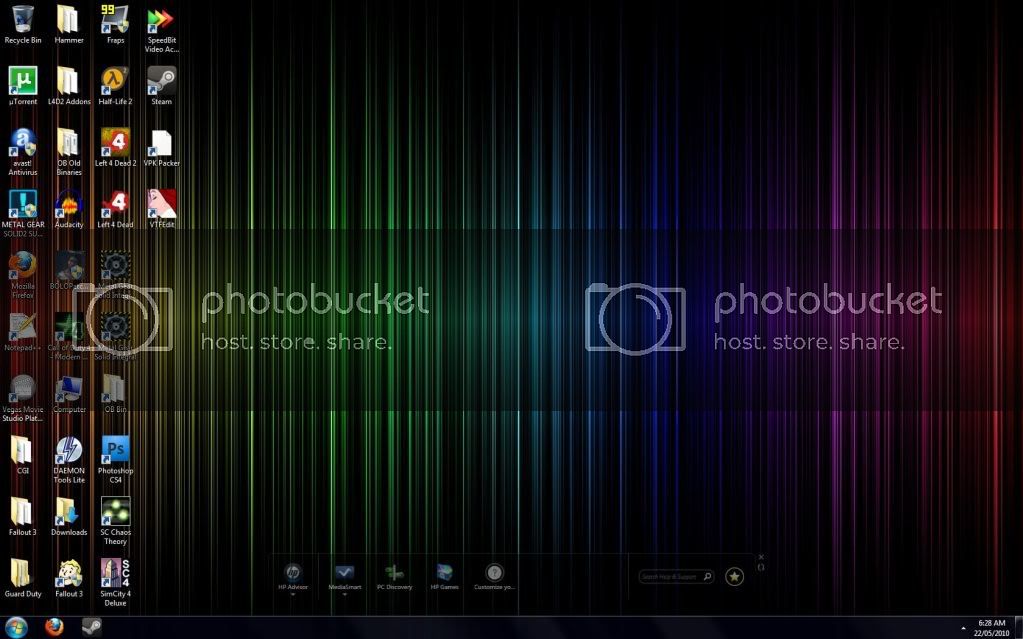 99
Recycle Bin
Hammer
Fraps
SpeedBit
Video Ac...
µTorrent
L4D2 Addons
Half-Life 2
Steam
avast!
Antivirus
OB Old
Binaries
Left 4 Dead 2
VPK Packer
METAL GEAR
SOLID2 SU...
Audacity
Left 4 Dead
VTFEdit
Mozilla
Firefox
Metal Gear
Solid Integral
photobucket
host. store. share.
photobucket
host. store. share.
Notepad++
Call of Duty 4
- Modern ...
Metal Gear
Solid Integral
Vegas Movie
Studio Plat...
Computer
OB Bin
CGI
DAEMON
Tools Lite
Ps
Photoshop
CS4
Fallout 3
Downloads
SC Chaos
Theory
Guard Duty
Fallout 3
SC4
SimCity 4
Deluxe
hp
HP Advisor
MediaSmart
PC Discovery
HP Games
Customize yo...
Search Help & Support
6:28 AM
22/05/2010